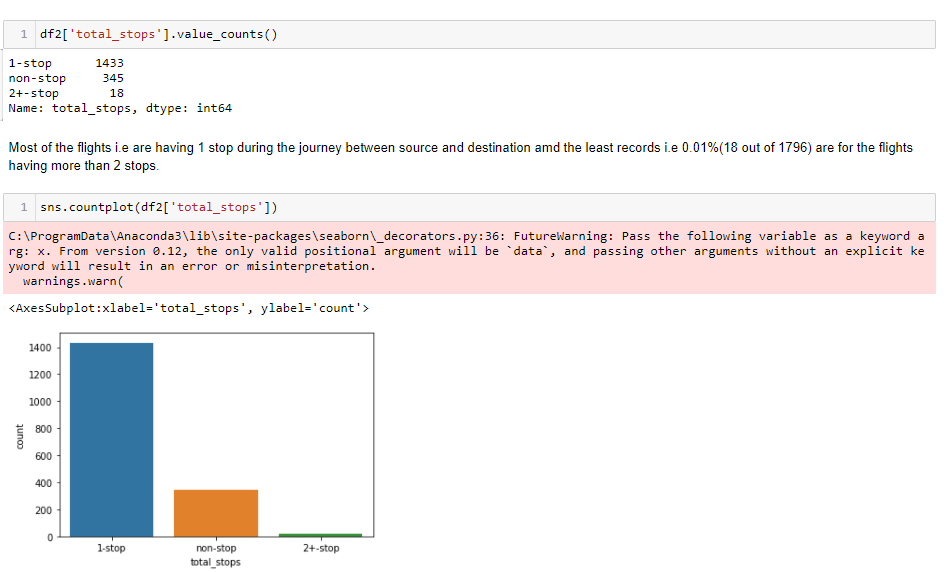 1 df2['total_stops'].value_counts()
1-stop 1433
non-stop 345
2+-stop 18
Name: total_stops, dtype: int64
Most of the flights i.e are having 1 stop during the journey between source and destination amd the least records i.e 0.01%(18 out of 1796) are for the flights
having more than 2 stops.
1 sns.countplot(df2['total_stops'])
C:\ProgramData\Anaconda3\lib\site-packages\seaborn\_decorators.py:36: FutureWarning: Pass the following variable as a keyword a
rg: x. From version 0.12, the only valid positional argument will be `data`, and passing other arguments without an explicit ke
yword will result in an error or misinterpretation.
warnings.warn(
<AxesSubplot:xlabel='total_stops', ylabel='count'>
1400
1200
1000
800
600
400
200
0
count
1-stop non-stop 2+-stop
total_stops